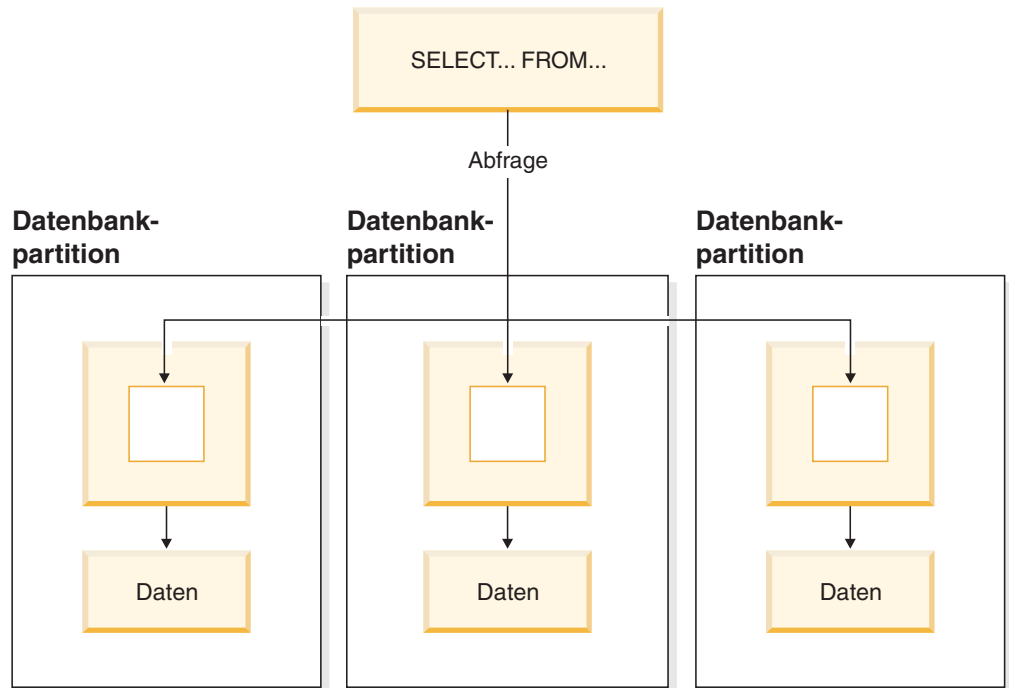 SELECT... FROM...
Abfrage
Datenbank-
partition
Datenbank-
partition
Datenbank-
partition
Daten
Daten
Daten